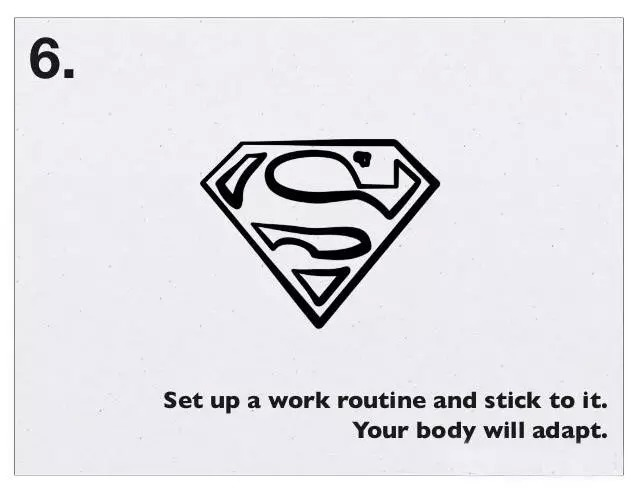 6.
Set up a work routine and stick to it.
Your body will adapt.